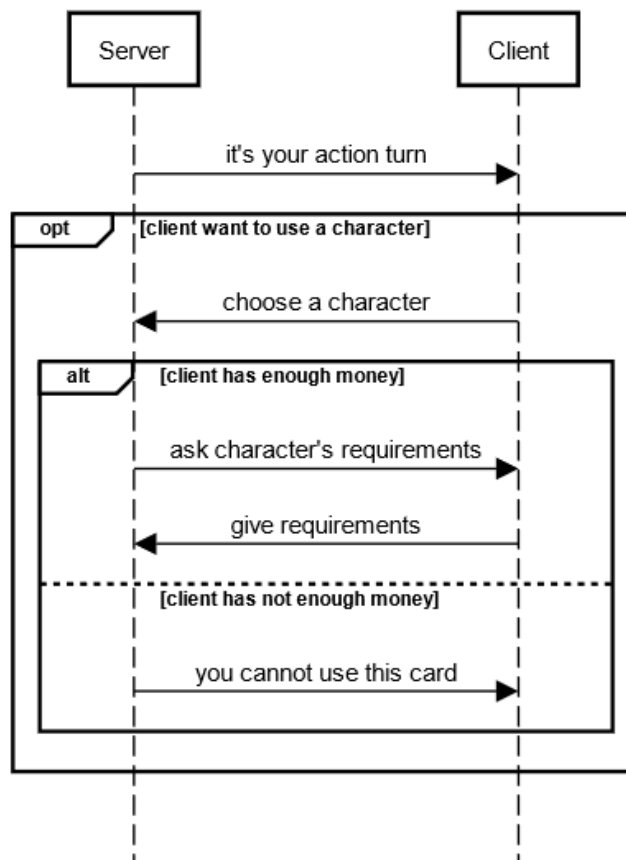 Server
Client
it's your action turn
opt
[client want to use a character]
choose a character
alt
[client has enough money]
ask character's requirements
give requirements
[client has not enough money]
you cannot use this card